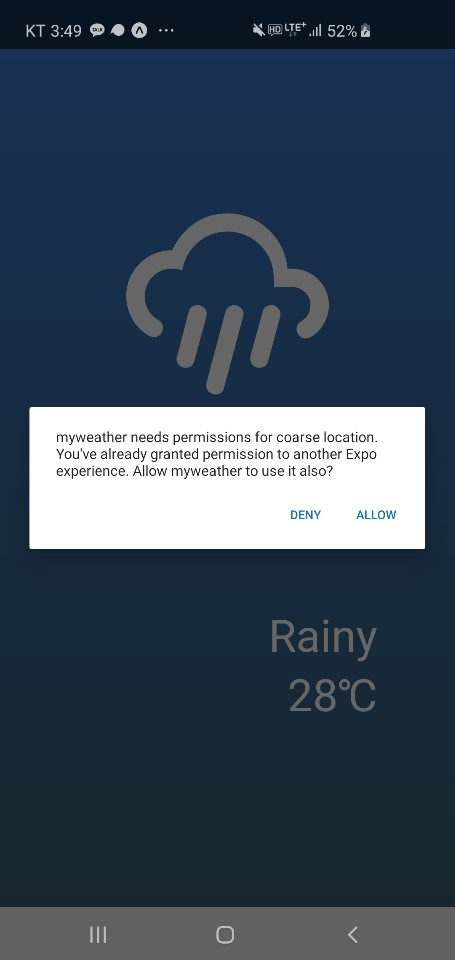 KT 3:49 TALK HD LTE+ 52%
myweather needs permissions for coarse location.
You've already granted permission to another Expo
experience. Allow myweather to use it also?
DENY ALLOW
Rainy
28℃